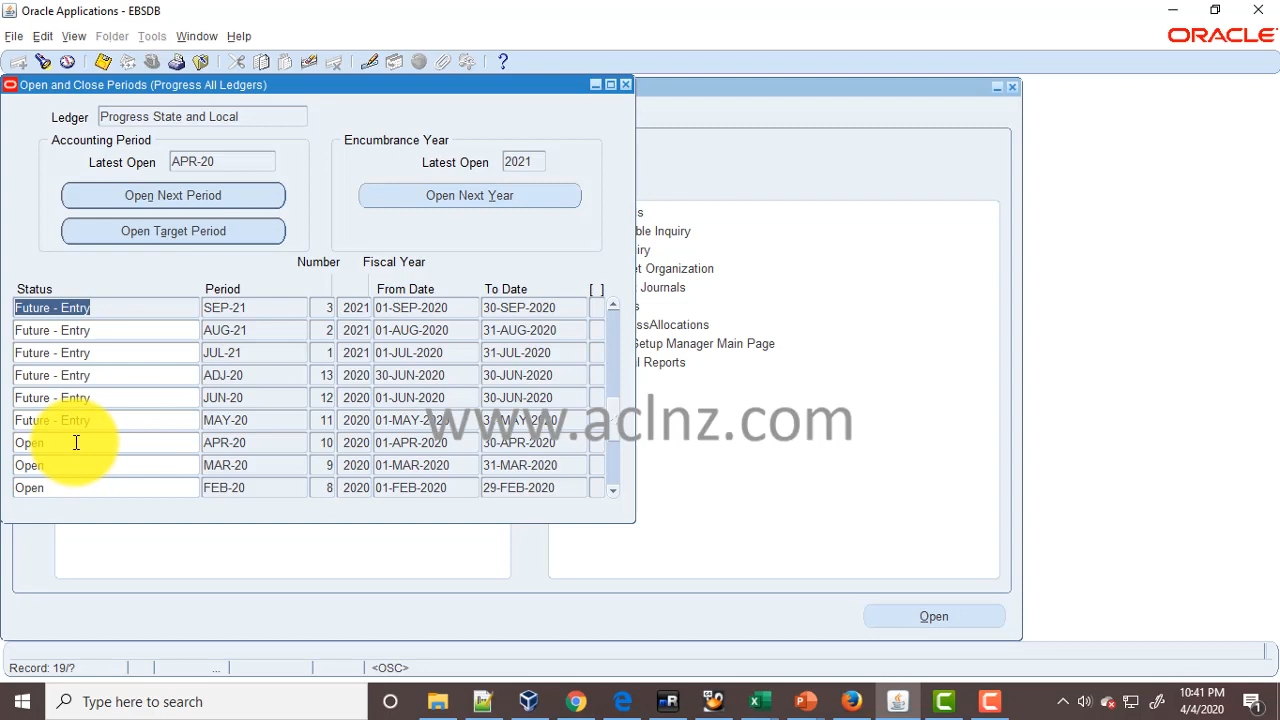 Oracle Applications - EBSDB
File Edit View Folder Tools Window Help
ORACLE
Open and Close Periods (Progress All Ledgers)
Ledger Progress State and Local
Accounting Period
Latest Open APR-20
Open Next Period
Open Target Period
Encumbrance Year
Latest Open 2021
Open Next Year
Number Fiscal Year
Status Period From Date To Date [ ]
Future - Entry SEP-21 3 2021 01-SEP-2020 30-SEP-2020
Future - Entry AUG-21 2 2021 01-AUG-2020 31-AUG-2020
Future - Entry JUL-21 1 2021 01-JUL-2020 31-JUL-2020
Future - Entry ADJ-20 13 2020 30-JUN-2020 30-JUN-2020
Future - Entry JUN-20 12 2020 01-JUN-2020 30-JUN-2020
Future - Entry MAY-20 11 2020 01-MAY-2020 31-MAY-2020
Open APR-20 10 2020 01-APR-2020 30-APR-2020
Open MAR-20 9 2020 01-MAR-2020 31-MAR-2020
Open FEB-20 8 2020 01-FEB-2020 29-FEB-2020
s
ble Inquiry
iry
et Organization
Journals
s
ssAllocations
Setup Manager Main Page
l Reports
www.aclnz.com
Open
Record: 19/? ... <OSC>
Type here to search
10:41 PM
4/4/2020
1